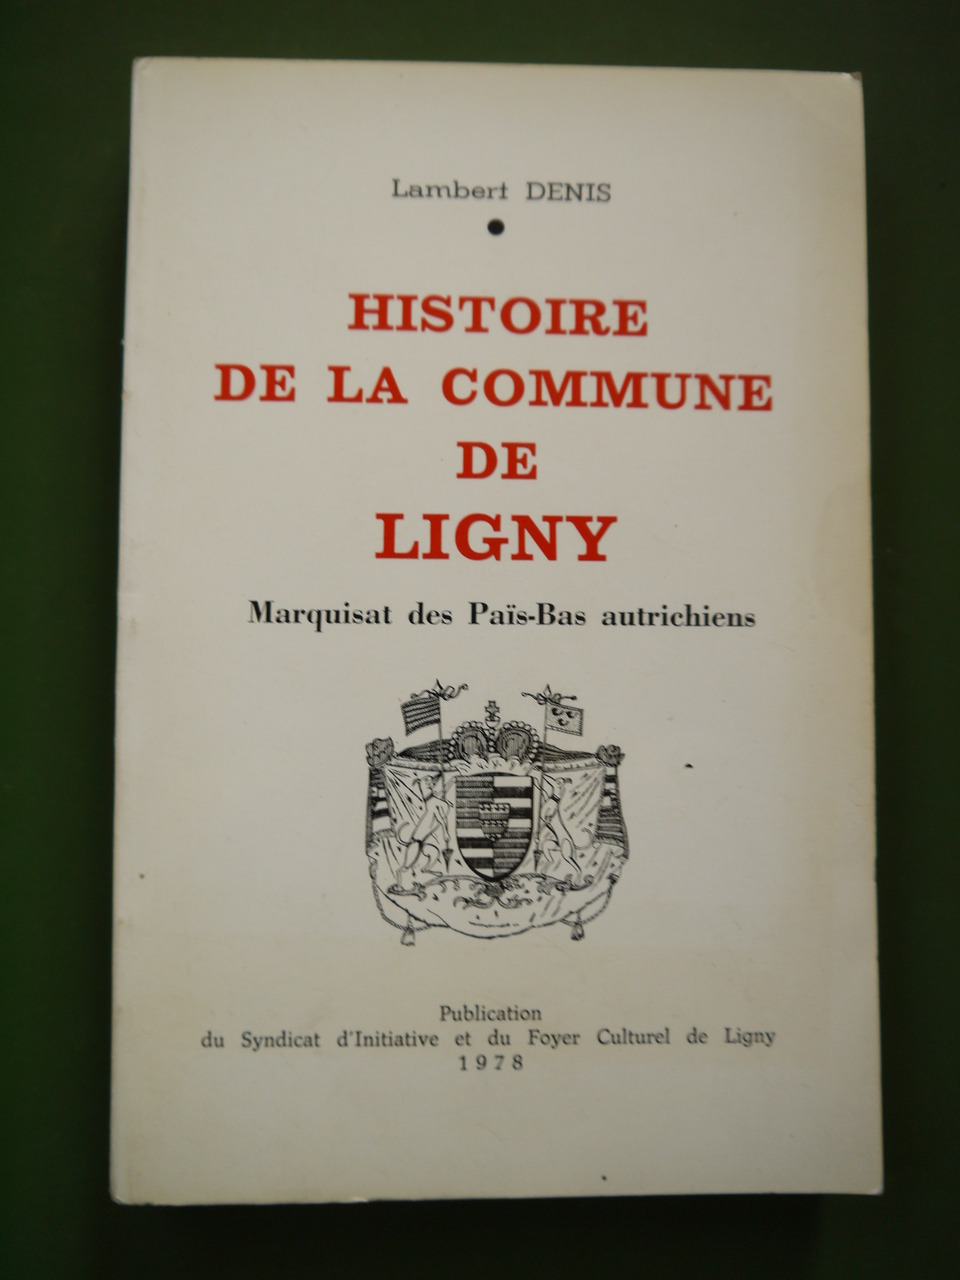 Lambert DENIS
HISTOIRE
DE LA COMMUNE
DE
LIGNY
Marquisat des Païs-Bas autrichiens
Publication
du Syndicat d'Initiative et du Foyer Culturel de Ligny
1978